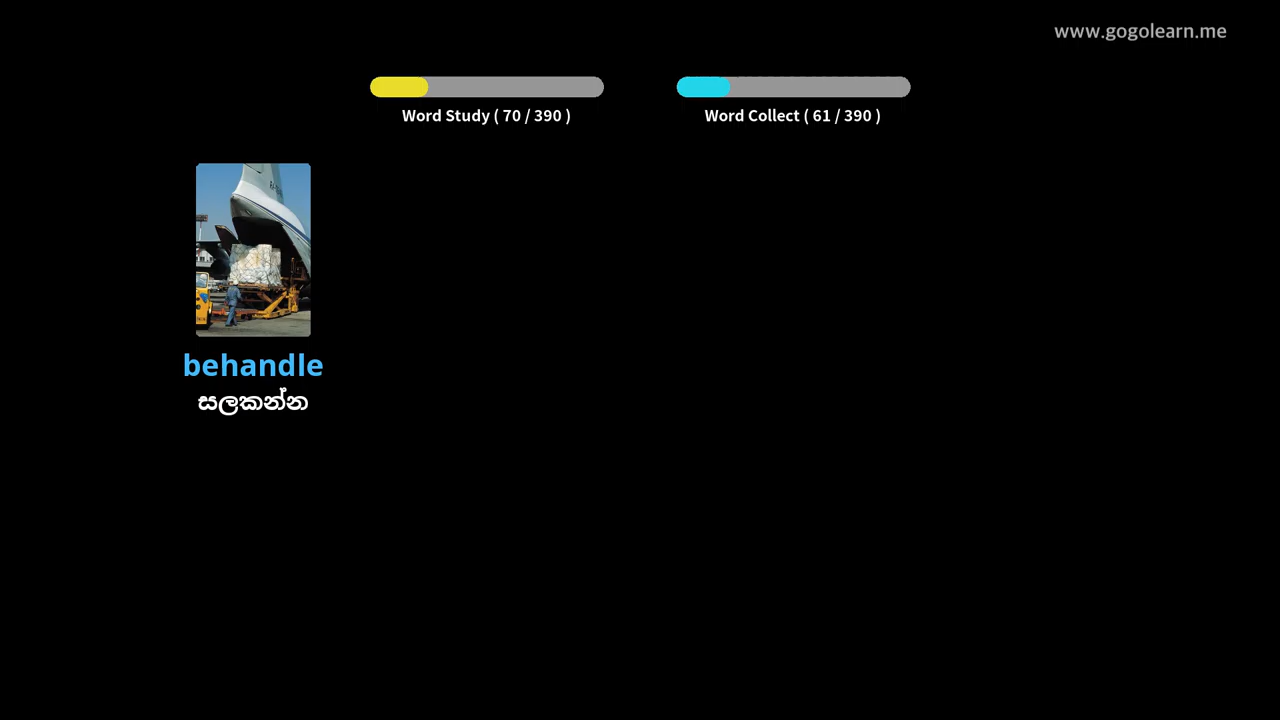 www.gogolearn.me
Word Study ( 70 / 390 )
Word Collect ( 61 / 390 )
behandle
සලකන්න